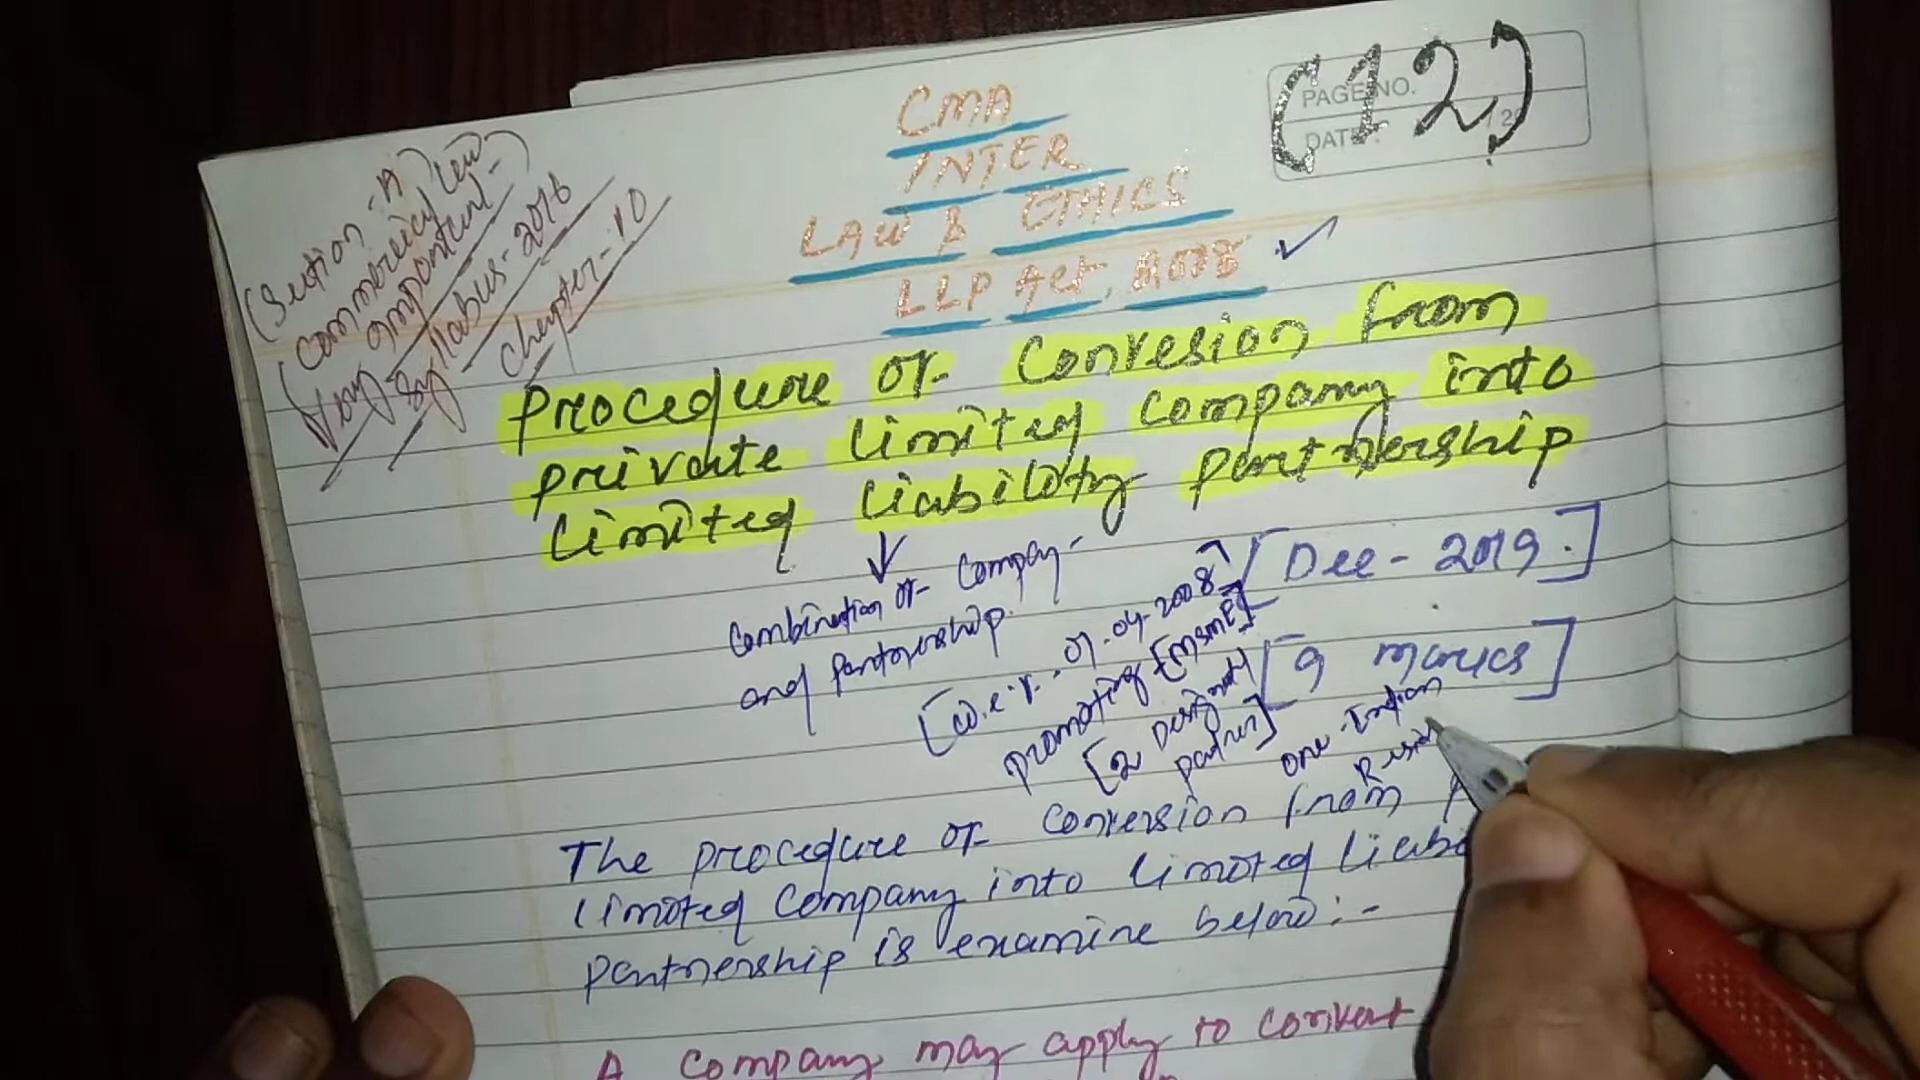 (12)
PAGE NO.
DATE:
CMA
INTER
LAW & ETHICS
LLP Act, 2008 ✓
(Section-A)
(Commercial Law)
Very important
Syllabus-2016
Chapter-10
Procedure of Convesion from
private limited company into
limited liability partnership
↓
Combination of Company
and partnership.
[Dec-2019.]
[9 marks]
[w.e.f. 01.04.2008]
promoting [MSME]
[2 Designated
partner]
one Indian
Resi
The procedure of conversion from P
limited company into limited liabi
partnership is examine below:-
A company may apply to convert